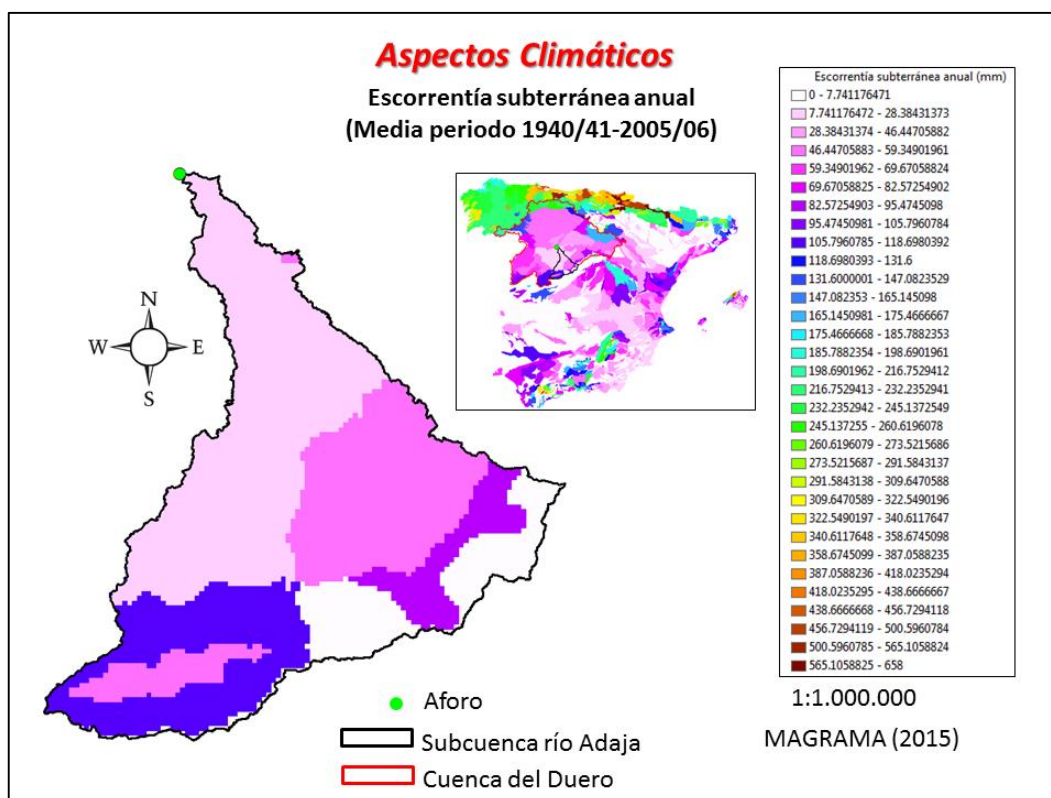 Aspectos Climáticos
Escorrentía subterránea anual
(Media periodo 1940/41-2005/06)
N
W
E
S
Aforo
Subcuenca río Adaja
Cuenca del Duero
Escorrentía subterránea anual (mm)
0 - 7.741176471
7.741176472 - 28.38431373
28.38431374 - 46.44705882
46.44705883 - 59.34901961
59.34901962 - 69.67058824
69.67058825 - 82.57254902
82.57254903 - 95.4745098
95.47450981 - 105.7960784
105.7960785 - 118.6980392
118.6980393 - 131.6
131.6000001 - 147.0823529
147.082353 - 165.145098
165.1450981 - 175.4666667
175.4666668 - 185.7882353
185.7882354 - 198.6901961
198.6901962 - 216.7529412
216.7529413 - 232.2352941
232.2352942 - 245.1372549
245.137255 - 260.6196078
260.6196079 - 273.5215686
273.5215687 - 291.5843137
291.5843138 - 309.6470588
309.6470589 - 322.5490196
322.5490197 - 340.6117647
340.6117648 - 358.6745098
358.6745099 - 387.0588235
387.0588236 - 418.0235294
418.0235295 - 438.6666667
438.6666668 - 456.7294118
456.7294119 - 500.5960784
500.5960785 - 565.1058824
565.1058825 - 658
1:1.000.000
MAGRAMA (2015)